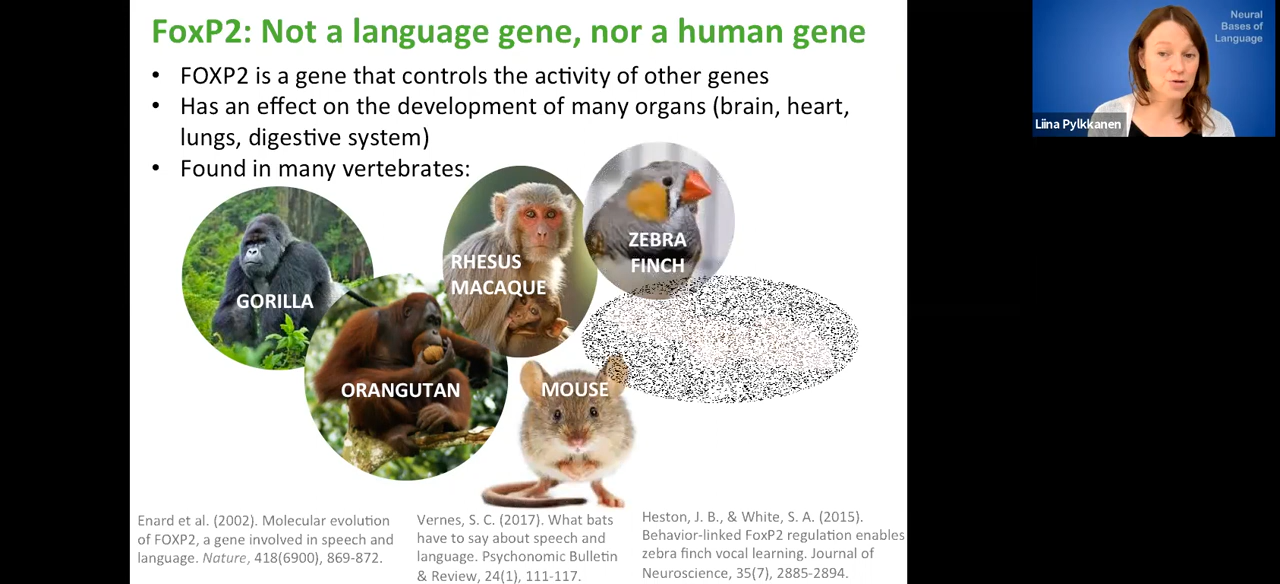 FoxP2: Not a language gene, nor a human gene
• FOXP2 is a gene that controls the activity of other genes
• Has an effect on the development of many organs (brain, heart,
lungs, digestive system)
• Found in many vertebrates:
GORILLA
ORANGUTAN
RHESUS
MACAQUE
ZEBRA
FINCH
MOUSE
Enard et al. (2002). Molecular evolution
of FOXP2, a gene involved in speech and
language. Nature, 418(6900), 869-872.
Vernes, S. C. (2017). What bats
have to say about speech and
language. Psychonomic Bulletin
& Review, 24(1), 111-117.
Heston, J. B., & White, S. A. (2015).
Behavior-linked FoxP2 regulation enables
zebra finch vocal learning. Journal of
Neuroscience, 35(7), 2885-2894.
Neural
Bases of
Language
Liina Pylkkanen